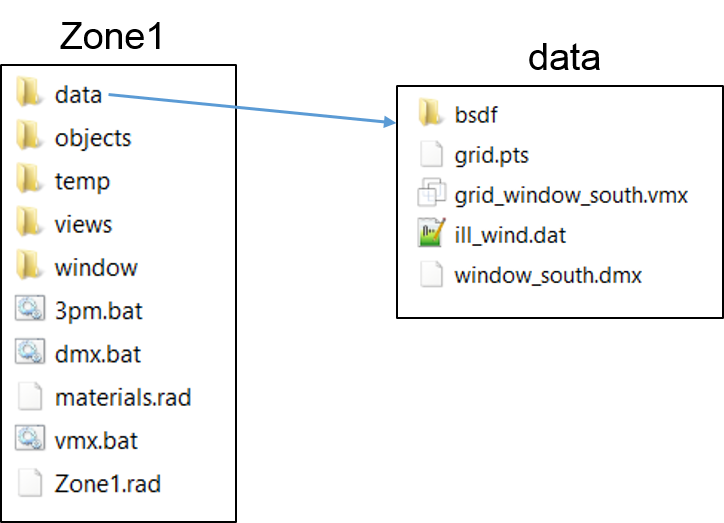 Zone1
data
objects
temp
views
window
3pm.bat
dmx.bat
materials.rad
vmx.bat
Zone1.rad
data
bsdf
grid.pts
grid_window_south.vmx
ill_wind.dat
window_south.dmx